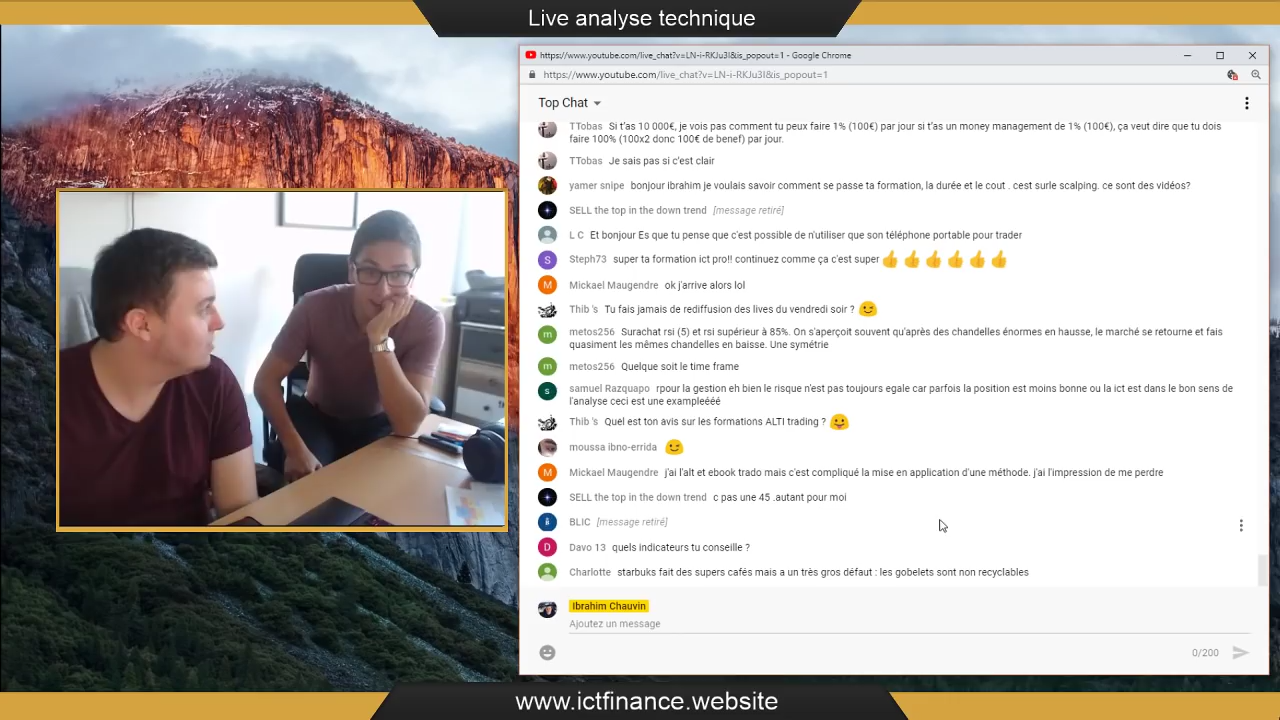 Live analyse technique
https://www.youtube.com/live_chat?v=LN-i-RKJu3I&is_popout=1 - Google Chrome
https://www.youtube.com/live_chat?v=LN-i-RKJu3I&is_popout=1
Top Chat
TTobas Si t'as 10 000€, je vois pas comment tu peux faire 1% (100€) par jour si t'as un money management de 1% (100€), ça veut dire que tu dois
faire 100% (100x2 donc 100€ de benef) par jour.
TTobas Je sais pas si c'est clair
yamer snipe bonjour ibrahim je voulais savoir comment se passe ta formation, la durée et le cout . cest surle scalping. ce sont des vidéos?
SELL the top in the down trend [message retiré]
L C Et bonjour Es que tu pense que c'est possible de n'utiliser que son téléphone portable pour trader
S Steph73 super ta formation ict pro!! continuez comme ça c'est super 👍 👍 👍 👍 👍 👍
M Mickael Maugendre ok j'arrive alors lol
Thib 's Tu fais jamais de rediffusion des lives du vendredi soir ? 😉
m metos256 Surachat rsi (5) et rsi supérieur à 85%. On s'aperçoit souvent qu'après des chandelles énormes en hausse, le marché se retourne et fais
quasiment les mêmes chandelles en baisse. Une symétrie
m metos256 Quelque soit le time frame
s samuel Razquapo rpour la gestion eh bien le risque n'est pas toujours egale car parfois la position est moins bonne ou la ict est dans le bon sens de
l'analyse ceci est une exampleééé
Thib 's Quel est ton avis sur les formations ALTI trading ? 😛
moussa ibno-errida 😉
M Mickael Maugendre j'ai l'alt et ebook trado mais c'est compliqué la mise en application d'une méthode. j'ai l'impression de me perdre
SELL the top in the down trend c pas une 45 .autant pour moi
BLIC [message retiré]
D Davo 13 quels indicateurs tu conseille ?
Charlotte starbuks fait des supers cafés mais a un très gros défaut : les gobelets sont non recyclables
Ibrahim Chauvin
Ajoutez un message
0/200
www.ictfinance.website